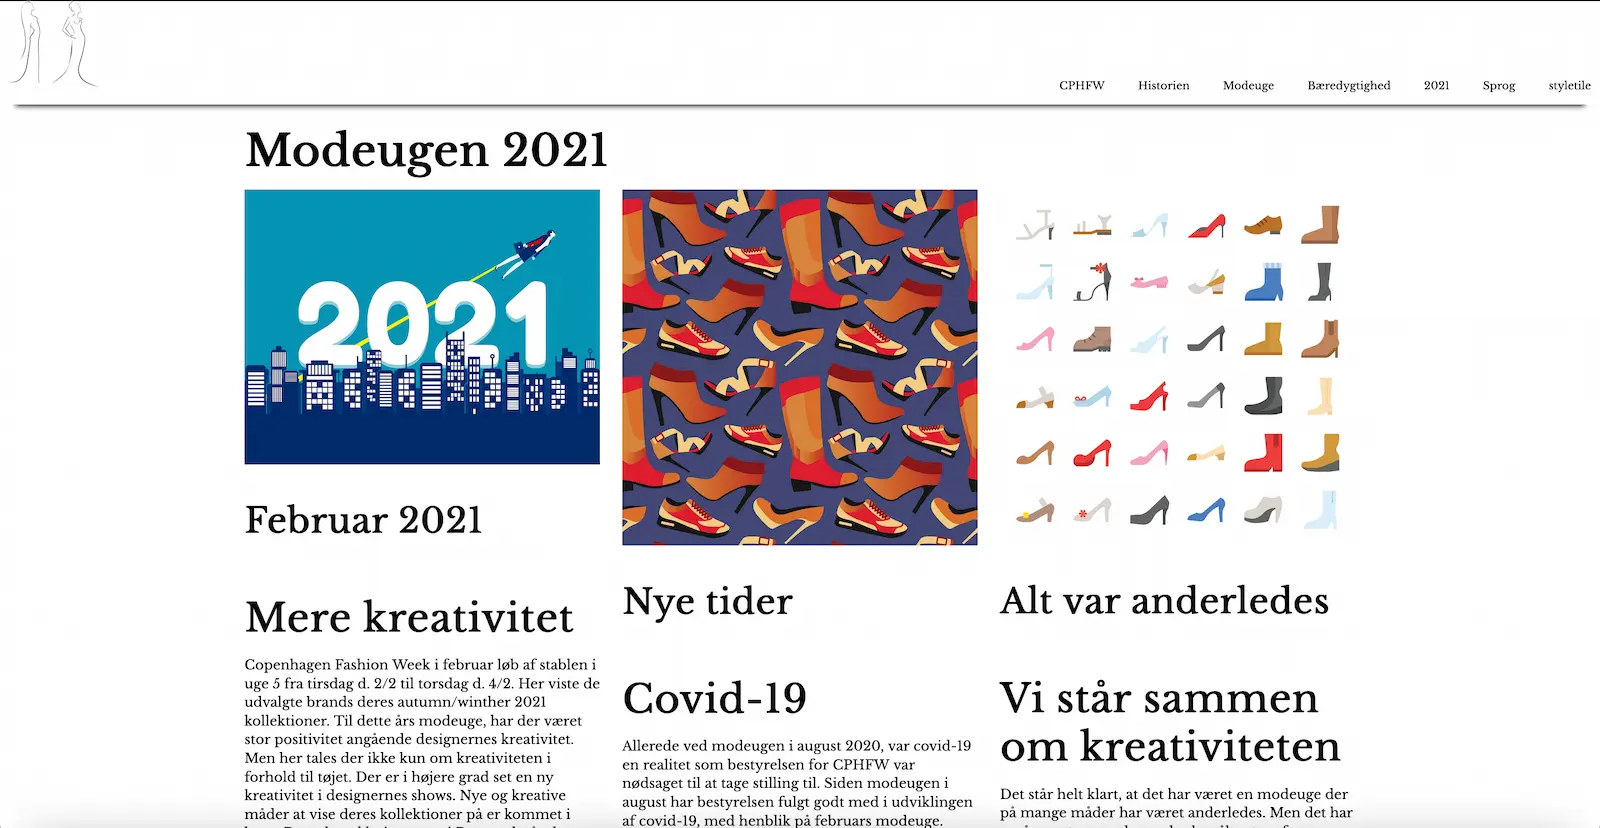 CPHFW Historien Modeuge Bæredygtighed 2021 Sprog styletile
Modeugen 2021
2021
Februar 2021
Mere kreativitet
Copenhagen Fashion Week i februar løb af stablen i
uge 5 fra tirsdag d. 2/2 til torsdag d. 4/2. Her viste de
udvalgte brands deres autumn/winther 2021
kollektioner. Til dette års modeuge, har der været
stor positivitet angående designernes kreativitet.
Men her tales der ikke kun om kreativiteten i
forhold til tøjet. Der er i højere grad set en ny
kreativitet i designernes shows. Nye og kreative
måder at vise deres kollektioner på er kommet i
Nye tider
Covid-19
Allerede ved modeugen i august 2020, var covid-19
en realitet som bestyrelsen for CPHFW var
nødsaget til at tage stilling til. Siden modeugen i
august har bestyrelsen fulgt godt med i udviklingen
af covid-19, med henblik på februars modeuge.
Alt var anderledes
Vi står sammen
om kreativiteten
Det står helt klart, at det har været en modeuge der
på mange måder har været anderledes. Men det har